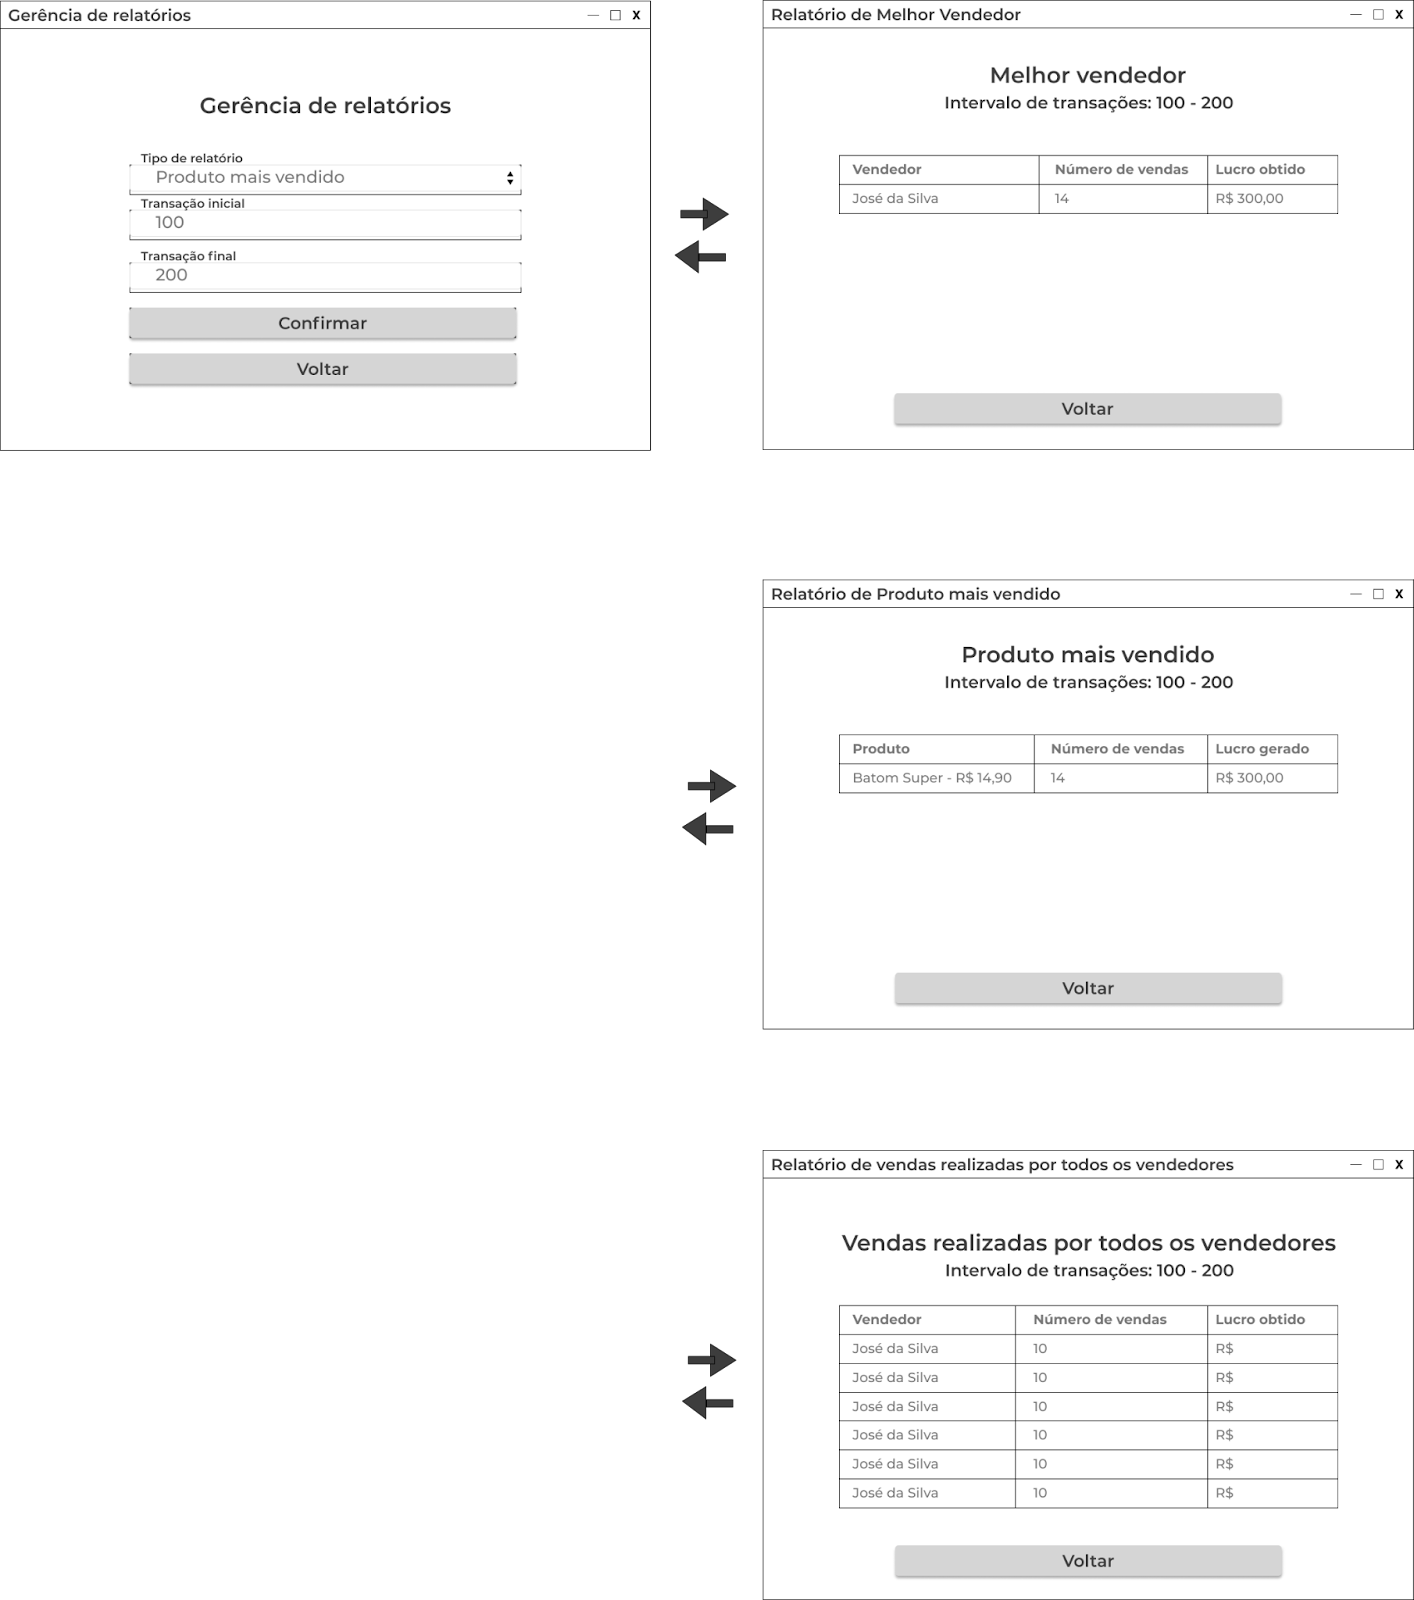 Gerência de relatórios
Gerência de relatórios
Tipo de relatório
Produto mais vendido
Transação inicial
100
Transação final
200
Confirmar
Voltar
Relatório de Melhor Vendedor
X
X
Melhor vendedor
Intervalo de transações: 100 - 200
Vendedor Número de vendas Lucro obtido
José da Silva 14 R$ 300,00
Voltar
Relatório de Produto mais vendido
X
Produto mais vendido
Intervalo de transações: 100 - 200
Produto Número de vendas Lucro gerado
Batom Super - R$ 14,90 14 R$ 300,00
Voltar
Relatório de vendas realizadas por todos os vendedores
X
Vendas realizadas por todos os vendedores
Intervalo de transações: 100 - 200
Vendedor Número de vendas Lucro obtido
José da Silva 10 R$
José da Silva 10 R$
José da Silva 10 R$
José da Silva 10 R$
José da Silva 10 R$
José da Silva 10 R$
Voltar